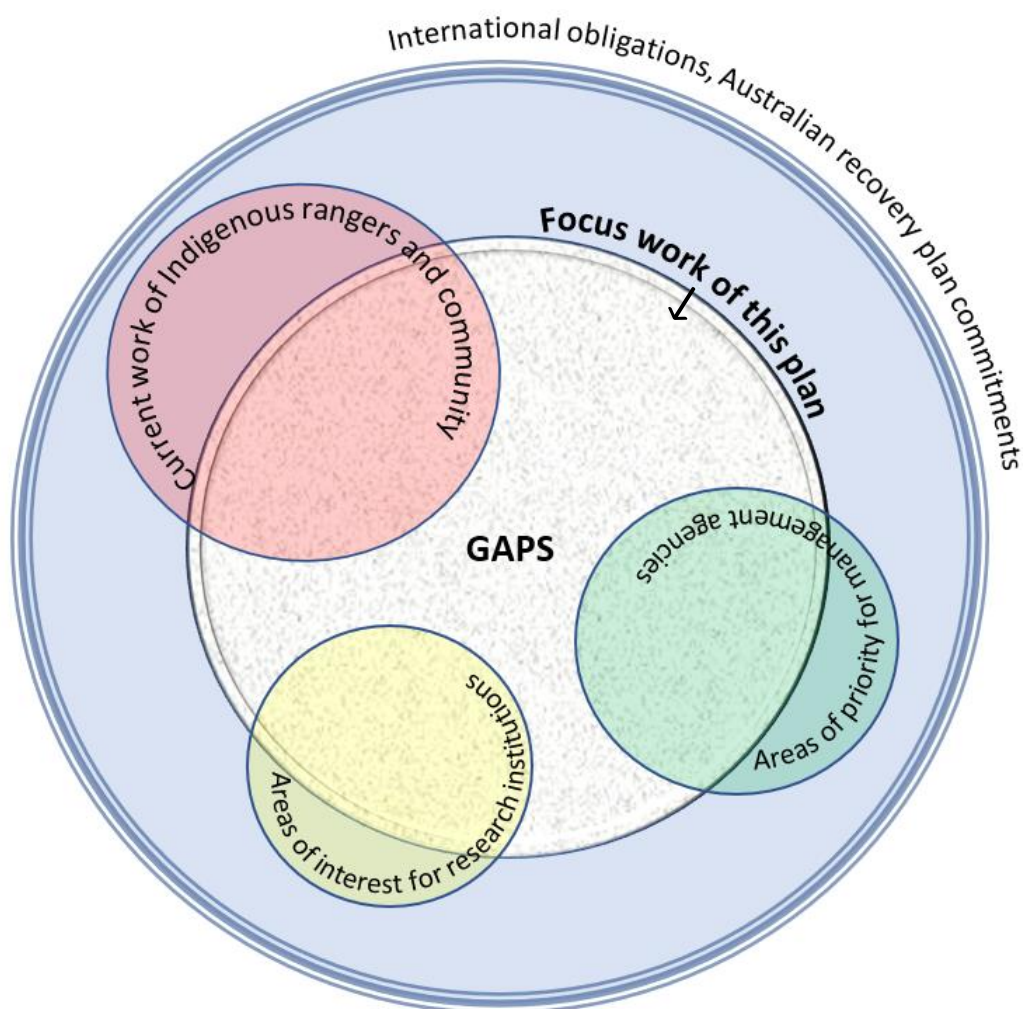 International obligations, Australian recovery plan commitments
Focus work of this plan
Current work of Indigenous rangers and community
GAPS
Areas of priority for management agencies
Areas of interest for research institutions